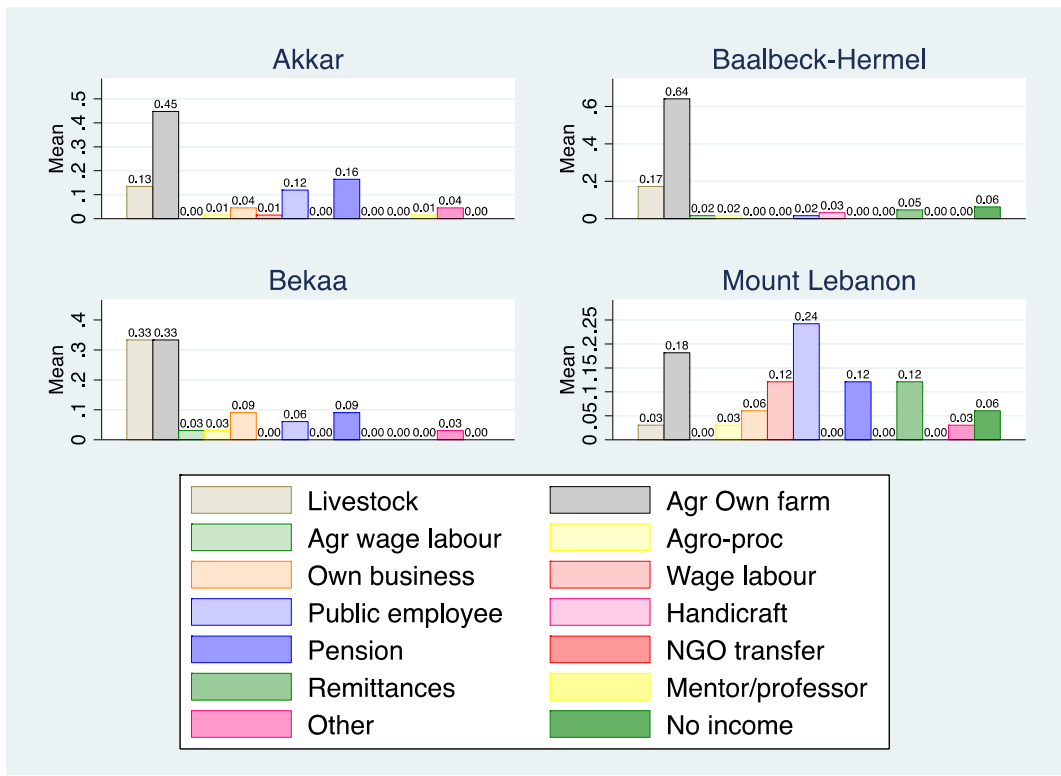 Akkar
Mean
0 .1 .2 .3 .4 .5
0.13 0.45 0.00 0.01 0.04 0.01 0.12 0.00 0.16 0.00 0.00 0.01 0.04 0.00
Baalbeck-Hermel
Mean
0 .2 .4 .6
0.17 0.64 0.02 0.02 0.00 0.00 0.02 0.03 0.00 0.00 0.05 0.00 0.00 0.06
Bekaa
Mean
0 .1 .2 .3 .4
0.33 0.33 0.03 0.03 0.09 0.00 0.06 0.00 0.09 0.00 0.00 0.00 0.03 0.00
Mount Lebanon
Mean
0 .05 .1 .15 .2 .25
0.03 0.18 0.00 0.03 0.06 0.12 0.24 0.00 0.12 0.00 0.12 0.00 0.03 0.06
Livestock Agr Own farm
Agr wage labour Agro-proc
Own business Wage labour
Public employee Handicraft
Pension NGO transfer
Remittances Mentor/professor
Other No income